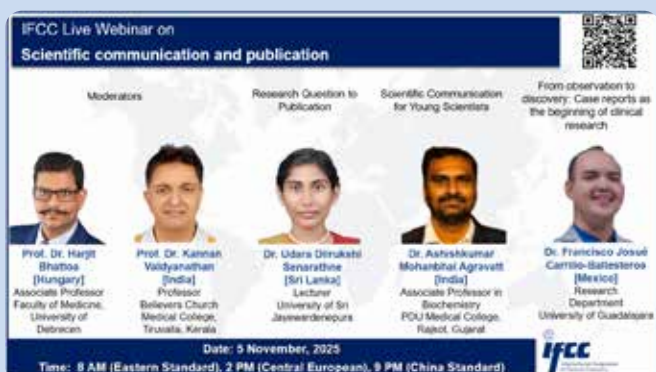 IFCC Live Webinar on
Scientific communication and publication
Moderators
Research Question to
Publication
Scientific Communication
for Young Scientists
From observation to
discovery: Case reports as
the beginning of clinical
research
Prof. Dr. Harjit
Bhattoa
[Hungary]
Associate Professor
Faculty of Medicine,
University of
Debrecen
Prof. Dr. Kannan
Vaidyanathan
[India]
Professor
Believers Church
Medical College,
Tiruvalla, Kerala
Dr. Udara Dilrukshi
Senarathne
[Sri Lanka]
Lecturer
University of Sri
Jayewardenepura
Dr. Ashishkumar
Mohanbhai Agravatt
[India]
Associate Professor in
Biochemistry
PDU Medical College,
Rajkot, Gujarat
Dr. Francisco Josué
Carrillo-Ballesteros
[Mexico]
Research
Department
University of Guadalajara
Date: 5 November, 2025
Time: 8 AM (Eastern Standard), 2 PM (Central European), 9 PM (China Standard)
ifcc